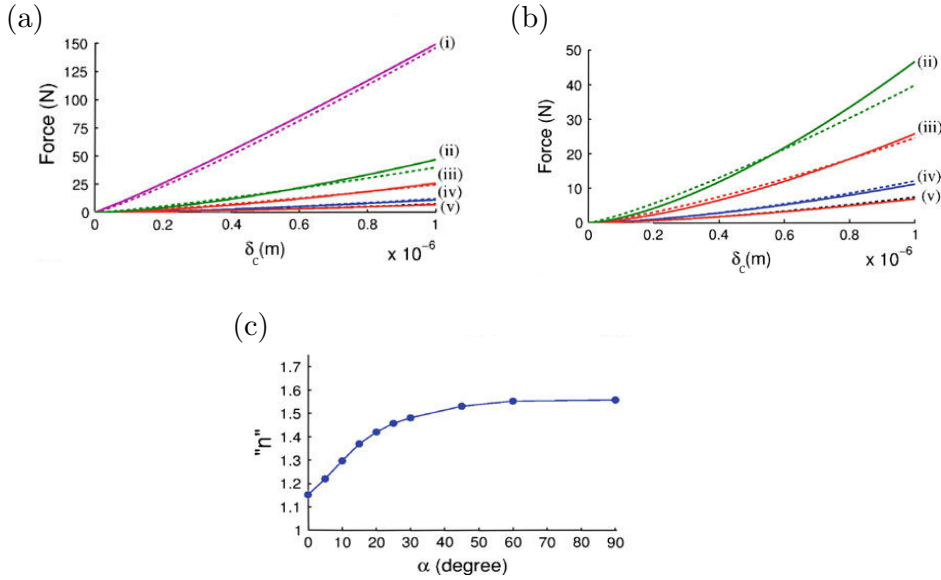 (a)
150
125
100
75
50
25
0
Force (N)
0 0.2 0.4 0.6 0.8 1
δc(m)
x 10⁻⁶
(i)
(ii)
(iii)
(iv)
(v)
(b)
50
40
30
20
10
0
Force (N)
0 0.2 0.4 0.6 0.8 1
δc(m)
x 10⁻⁶
(ii)
(iii)
(iv)
(v)
(c)
1.7
1.6
1.5
1.4
1.3
1.2
1.1
1
"n"
0 10 20 30 40 50 60 70 80 90
α (degree)